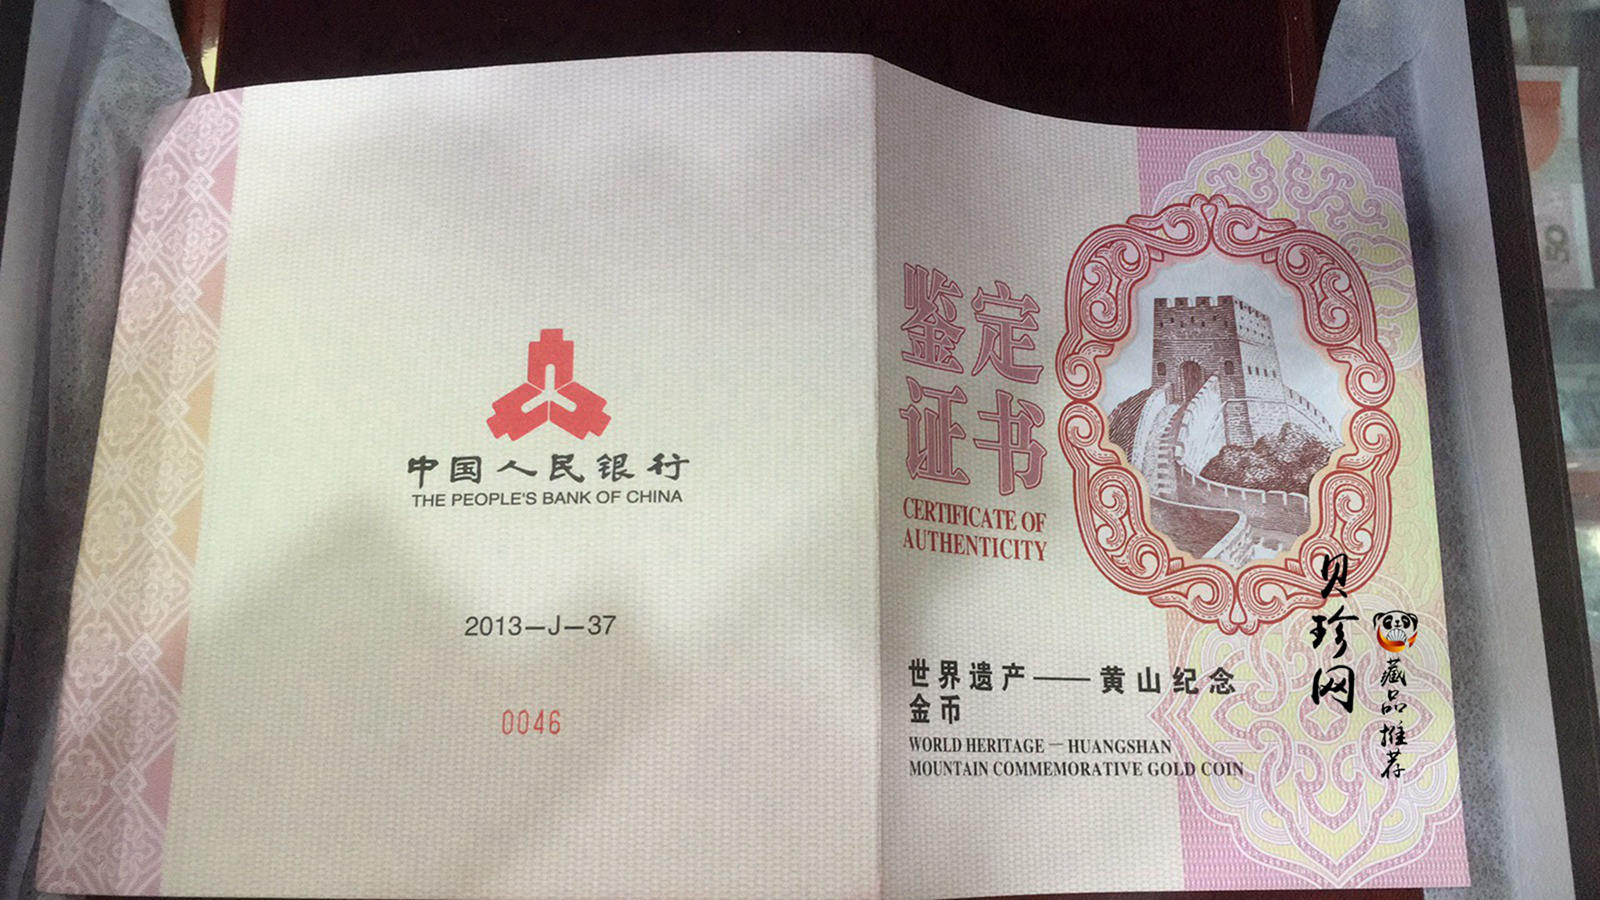 中国人民银行
THE PEOPLE'S BANK OF CHINA
2013—J—37
0046
鉴定
证书
CERTIFICATE OF
AUTHENTICITY
世界遗产——黄山纪念
金币
WORLD HERITAGE — HUANGSHAN
MOUNTAIN COMMEMORATIVE GOLD COIN
贝珍网
藏品推荐
50